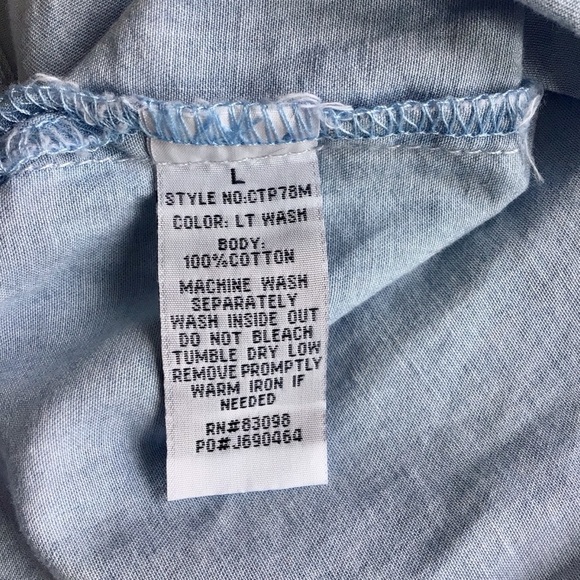 L
STYLE NO:CTP78M
COLOR: LT WASH
BODY:
100%COTTON
MACHINE WASH
SEPARATELY
WASH INSIDE OUT
DO NOT BLEACH
TUMBLE DRY LOW
REMOVE PROMPTLY
WARM IRON IF
NEEDED
RN#83098
PO#J690464